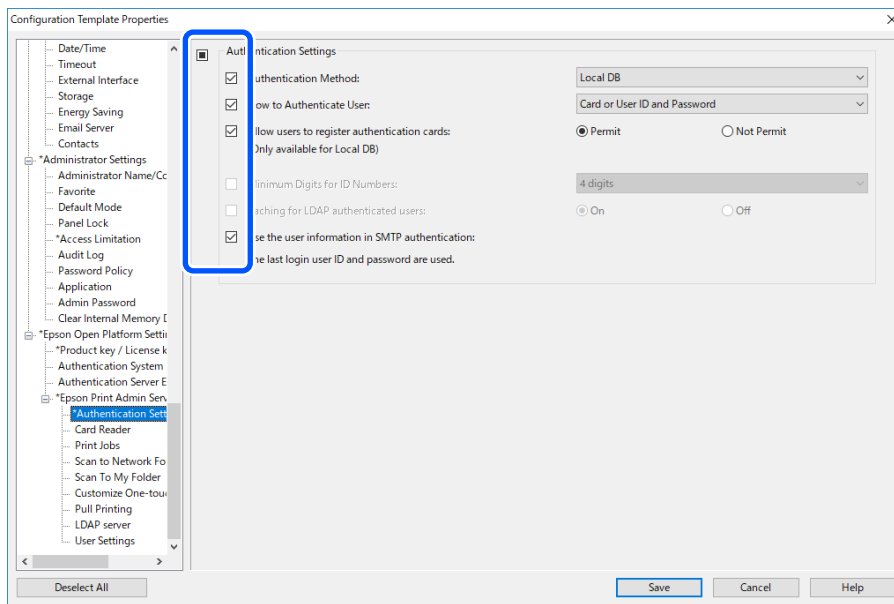 Configuration Template Properties
Date/Time
Timeout
External Interface
Storage
Energy Saving
Email Server
Contacts
*Administrator Settings
Administrator Name/Co
Favorite
Default Mode
Panel Lock
*Access Limitation
Audit Log
Password Policy
Application
Admin Password
Clear Internal Memory D
*Epson Open Platform Settin
*Product key / License k
Authentication System
Authentication Server E
*Epson Print Admin Serv
*Authentication Sett
Card Reader
Print Jobs
Scan to Network Fo
Scan To My Folder
Customize One-tou
Pull Printing
LDAP server
User Settings
Authentication Settings
uthentication Method: Local DB
ow to Authenticate User: Card or User ID and Password
llow users to register authentication cards: Permit Not Permit
Only available for Local DB)
inimum Digits for ID Numbers: 4 digits
aching for LDAP authenticated users: On Off
se the user information in SMTP authentication:
he last login user ID and password are used.
Deselect All Save Cancel Help